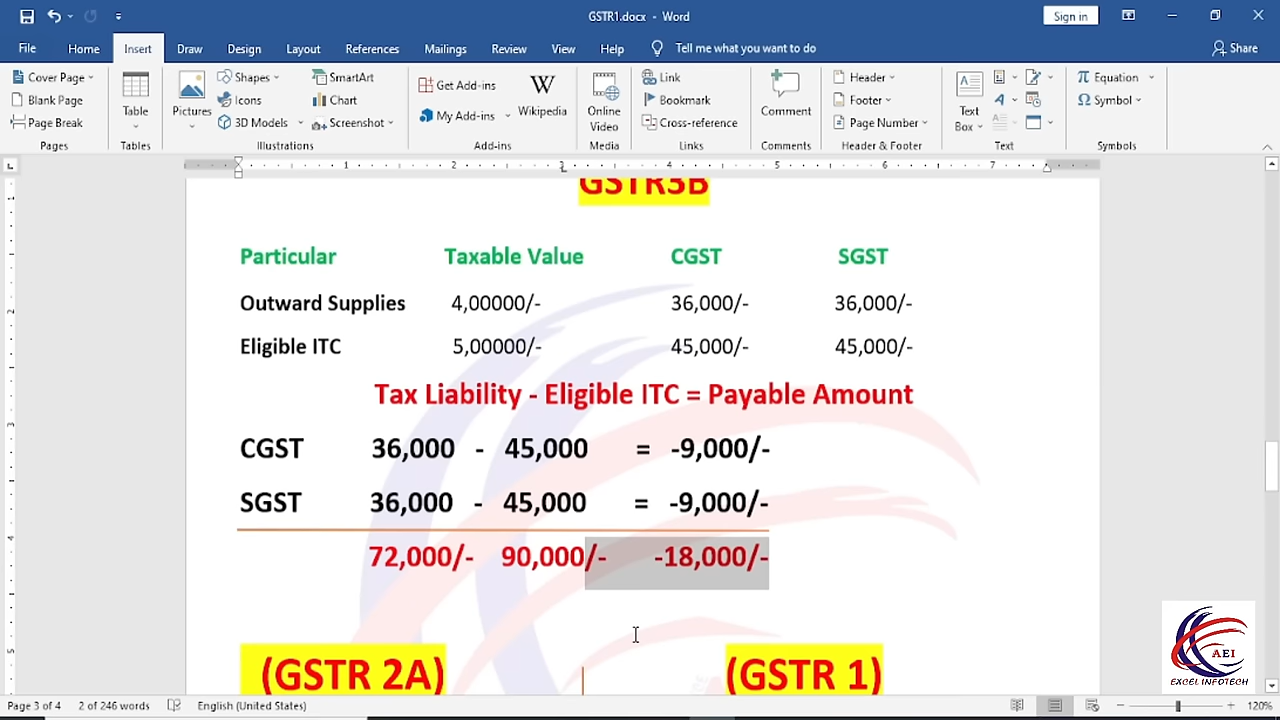 GSTR1.docx - Word
Sign in
File Home Insert Draw Design Layout References Mailings Review View Help Tell me what you want to do Share
Cover Page
Blank Page
Page Break
Pages
Table
Tables
Pictures
Shapes
Icons
3D Models
SmartArt
Chart
Screenshot
Illustrations
Get Add-ins
My Add-ins
Wikipedia
Add-ins
Online
Video
Media
Link
Bookmark
Cross-reference
Links
Comment
Comments
Header
Footer
Page Number
Header & Footer
Text
Box
Text
Equation
Symbol
Symbols
1 2 3 4 5 6 7
GSTR3B
Particular Taxable Value CGST SGST
Outward Supplies 4,00000/- 36,000/- 36,000/-
Eligible ITC 5,00000/- 45,000/- 45,000/-
Tax Liability - Eligible ITC = Payable Amount
CGST 36,000 - 45,000 = -9,000/-
SGST 36,000 - 45,000 = -9,000/-
72,000/- 90,000/- -18,000/-
(GSTR 2A) (GSTR 1)
AEI
EXCEL INFOTECH
Page 3 of 4 2 of 246 words English (United States) 120%